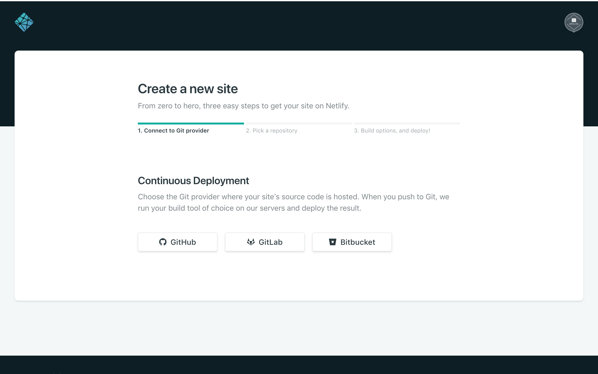 Create a new site
From zero to hero, three easy steps to get your site on Netlify.
1. Connect to Git provider
2. Pick a repository
3. Build options, and deploy!
Continuous Deployment
Choose the Git provider where your site's source code is hosted. When you push to Git, we
run your build tool of choice on our servers and deploy the result.
GitHub
GitLab
Bitbucket